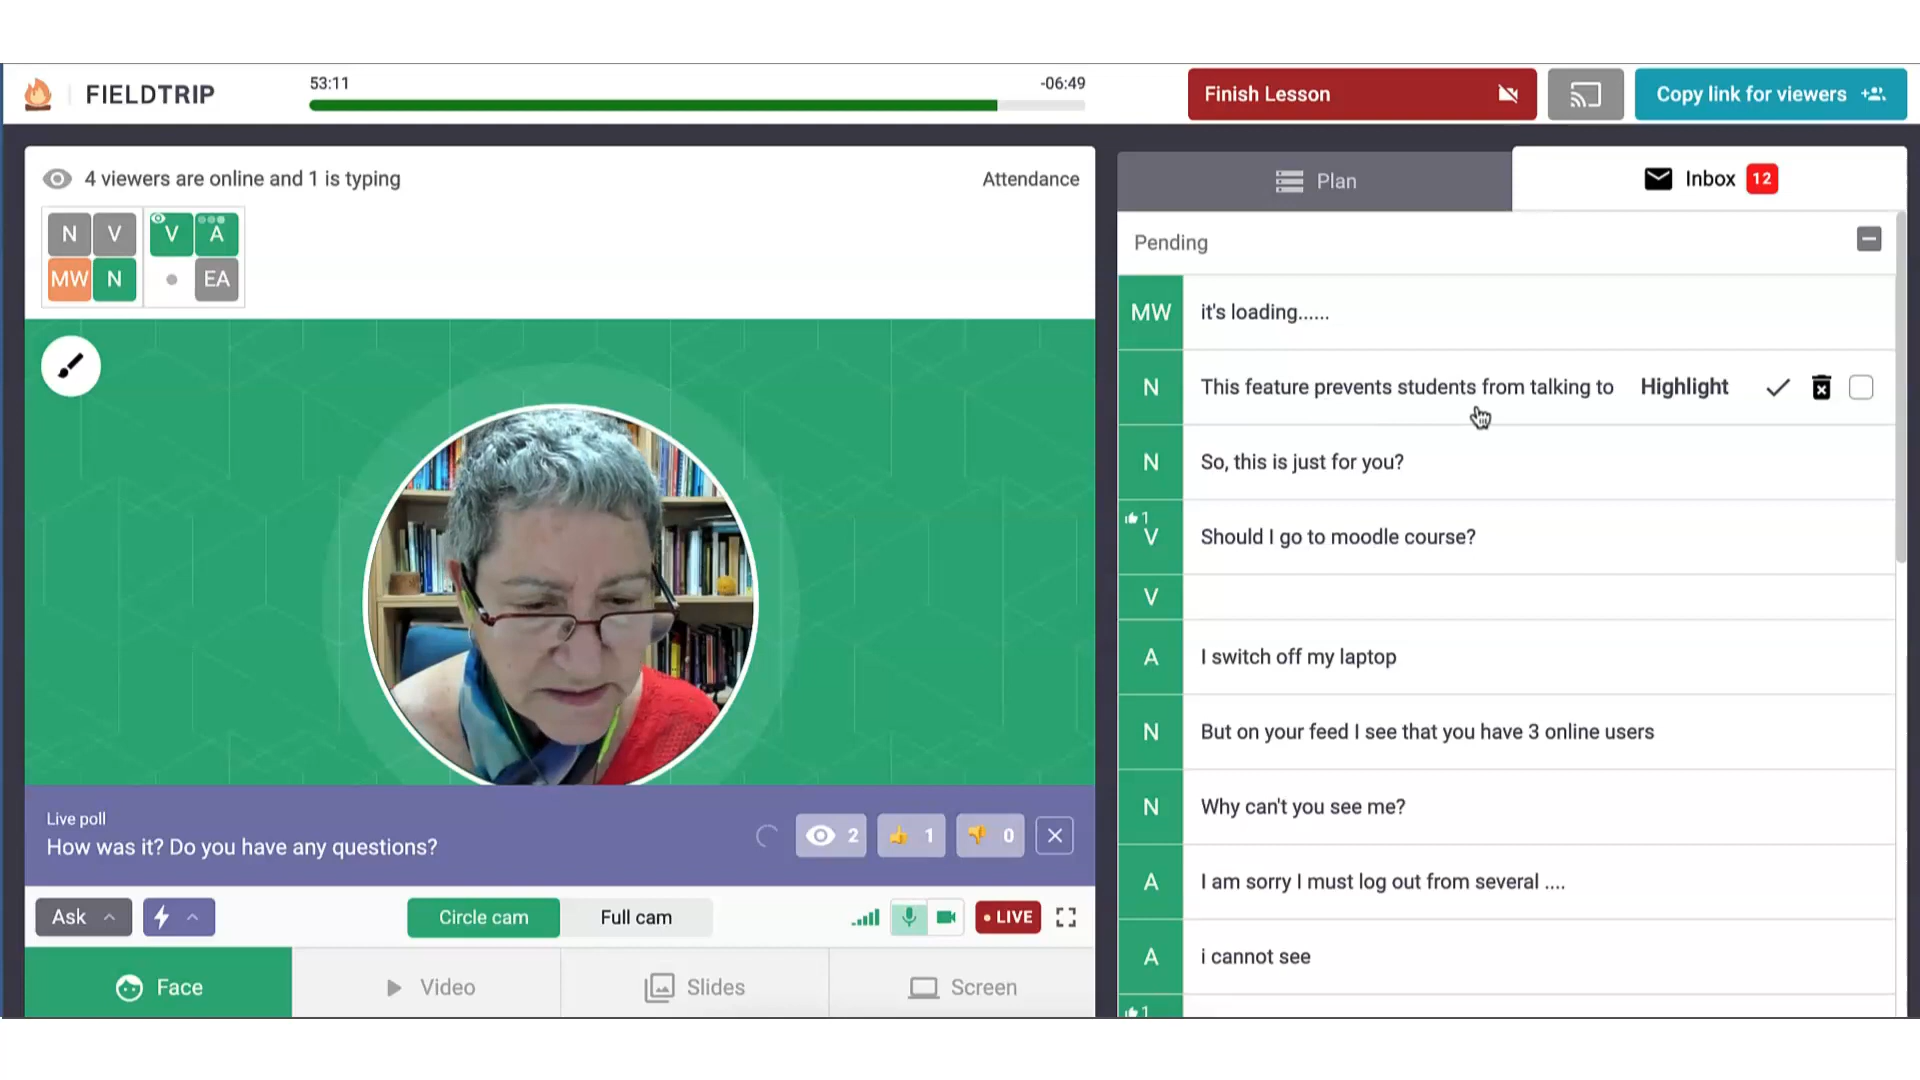 FIELDTRIP
53:11
-06:49
Finish Lesson
Copy link for viewers
4 viewers are online and 1 is typing
Attendance
N V V A
MW N EA
Plan
Inbox 12
Pending
MW it's loading......
N This feature prevents students from talking to Highlight
N So, this is just for you?
1
V Should I go to moodle course?
V
A I switch off my laptop
N But on your feed I see that you have 3 online users
N Why can't you see me?
A I am sorry I must log out from several ....
A i cannot see
1
Live poll
How was it? Do you have any questions?
2 1 0
Ask
Circle cam Full cam
LIVE
Face Video Slides Screen